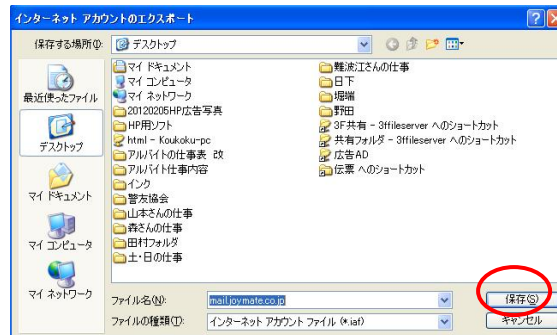 インターネット アカウントのエクスポート
保存する場所(I):
デスクトップ
最近使ったファイル
デスクトップ
マイ ドキュメント
マイ コンピュータ
マイ ネットワーク
マイ ドキュメント
マイ コンピュータ
マイ ネットワーク
20120205HP広告写真
HP用ソフト
html - Koukoku-pc
アルバイトの仕事表 改
アルバイト仕事内容
インク
警友協会
山本さんの仕事
森さんの仕事
田村フォルダ
土・日の仕事
難波江さんの仕事
日下
堀端
野田
3F共有 - 3ffileserver へのショートカット
共有フォルダ - 3ffileserver へのショートカット
広告AD
伝票 へのショートカット
ファイル名(N):
mail.joymate.co.jp
保存(S)
ファイルの種類(T):
インターネット アカウント ファイル (*.iaf)
キャンセル